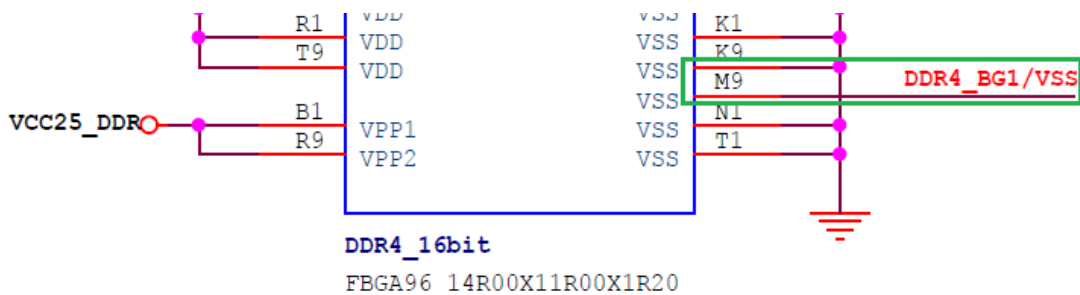 R1 VDD VSS K1
T9 VDD VSS K9
VSS M9 DDR4_BG1/VSS
VCC25_DDR B1 VPP1 VSS N1
R9 VPP2 VSS T1
DDR4_16bit
FBGA96 14R00X11R00X1R20